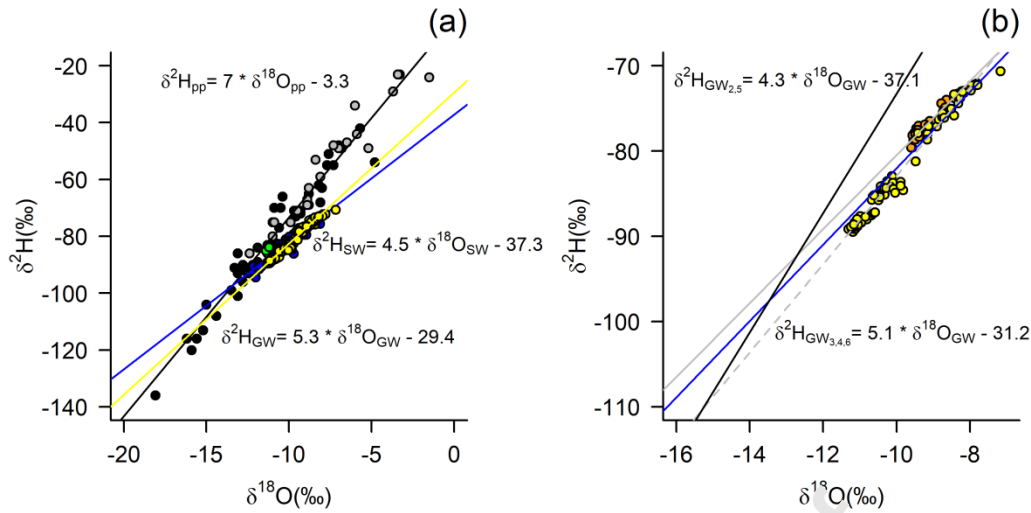 (a)
δ²H(‰)
-20
-40
-60
-80
-100
-120
-140
δ²Hpp= 7 * δ¹⁸Opp - 3.3
δ²HSW= 4.5 * δ¹⁸OSW - 37.3
δ²HGW= 5.3 * δ¹⁸OGW - 29.4
-20 -15 -10 -5 0
δ¹⁸O(‰)
(b)
δ²H(‰)
-70
-80
-90
-100
-110
δ²HGW2,5= 4.3 * δ¹⁸OGW - 37.1
δ²HGW3,4,6= 5.1 * δ¹⁸OGW - 31.2
-16 -14 -12 -10 -8
δ¹⁸O(‰)